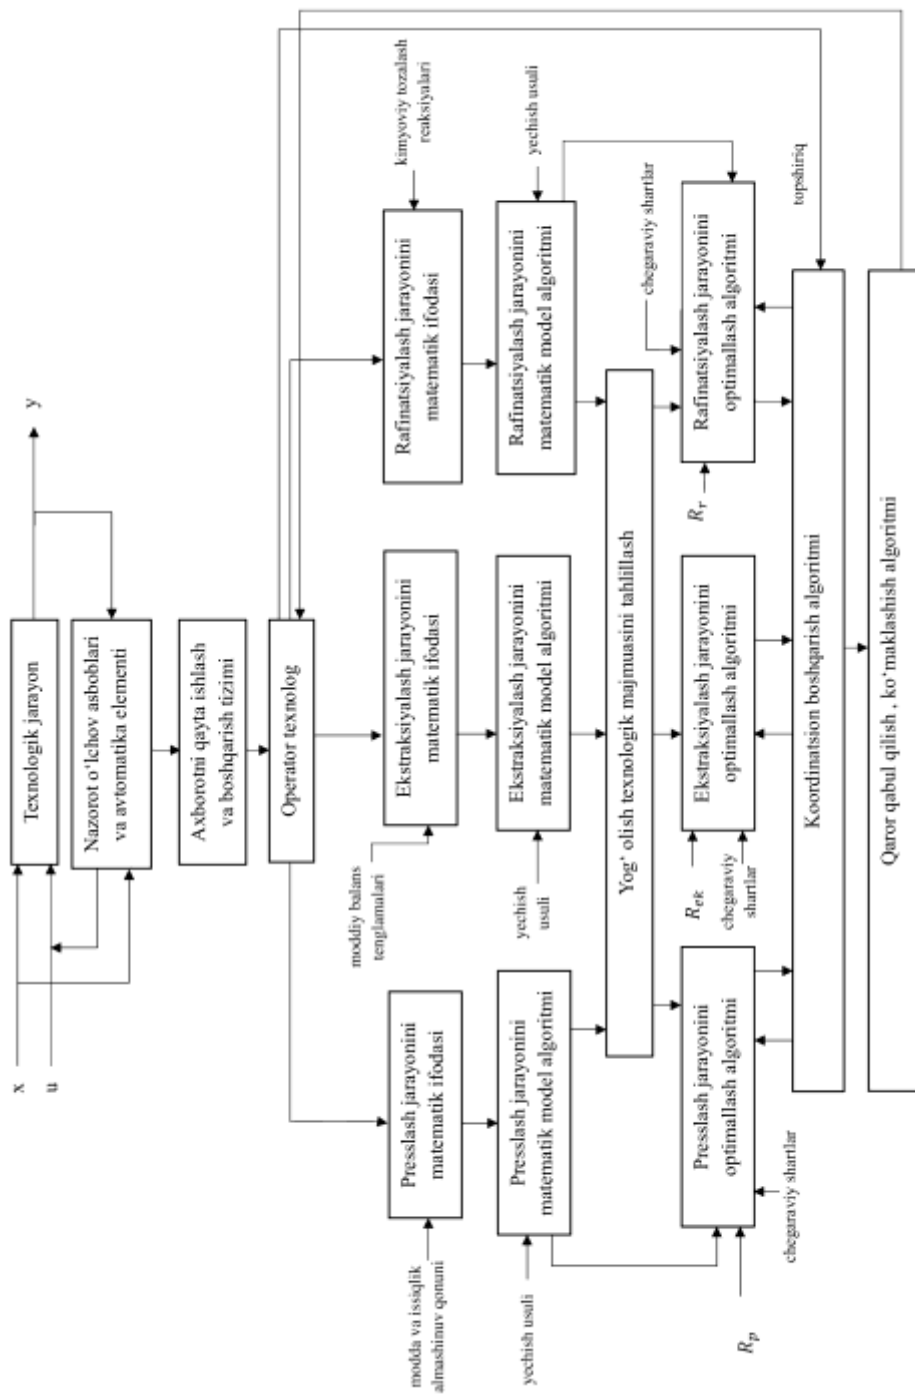 x
u
y
Texnologik jarayon
Nazorot o‘lchov asboblari
va avtomatika elementi
Axborotni qayta ishlash
va boshqarish tizimi
Operator texnolog
modda va issiqlik
almashinuv qonuni
Presslash jarayonini
matematik ifodasi
moddiy balans
tenglamalari
Ekstraksiyalash jarayonini
matematik ifodasi
Rafinatsiyalash jarayonini
matematik ifodasi
kimyoviy tozalash
reaksiyalari
yechish usuli
Presslash jarayonini
matematik model algoritmi
yechish
usuli
Ekstraksiyalash jarayonini
matematik model algoritmi
Rafinatsiyalash jarayonini
matematik model algoritmi
yechish usuli
Yog‘ olish texnologik majmuasini tahlillash
Rp
chegaraviy shartlar
Presslash jarayonini
optimallash algoritmi
Rek
chegaraviy
shartlar
Ekstraksiyalash jarayonini
optimallash algoritmi
Rr
Rafinatsiyalash jarayonini
optimallash algoritmi
chegaraviy shartlar
topshiriq
Koordinatsion boshqarish algoritmi
Qaror qabul qilish , ko‘maklashish algoritmi